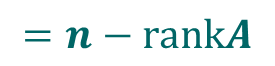 = n − rankA